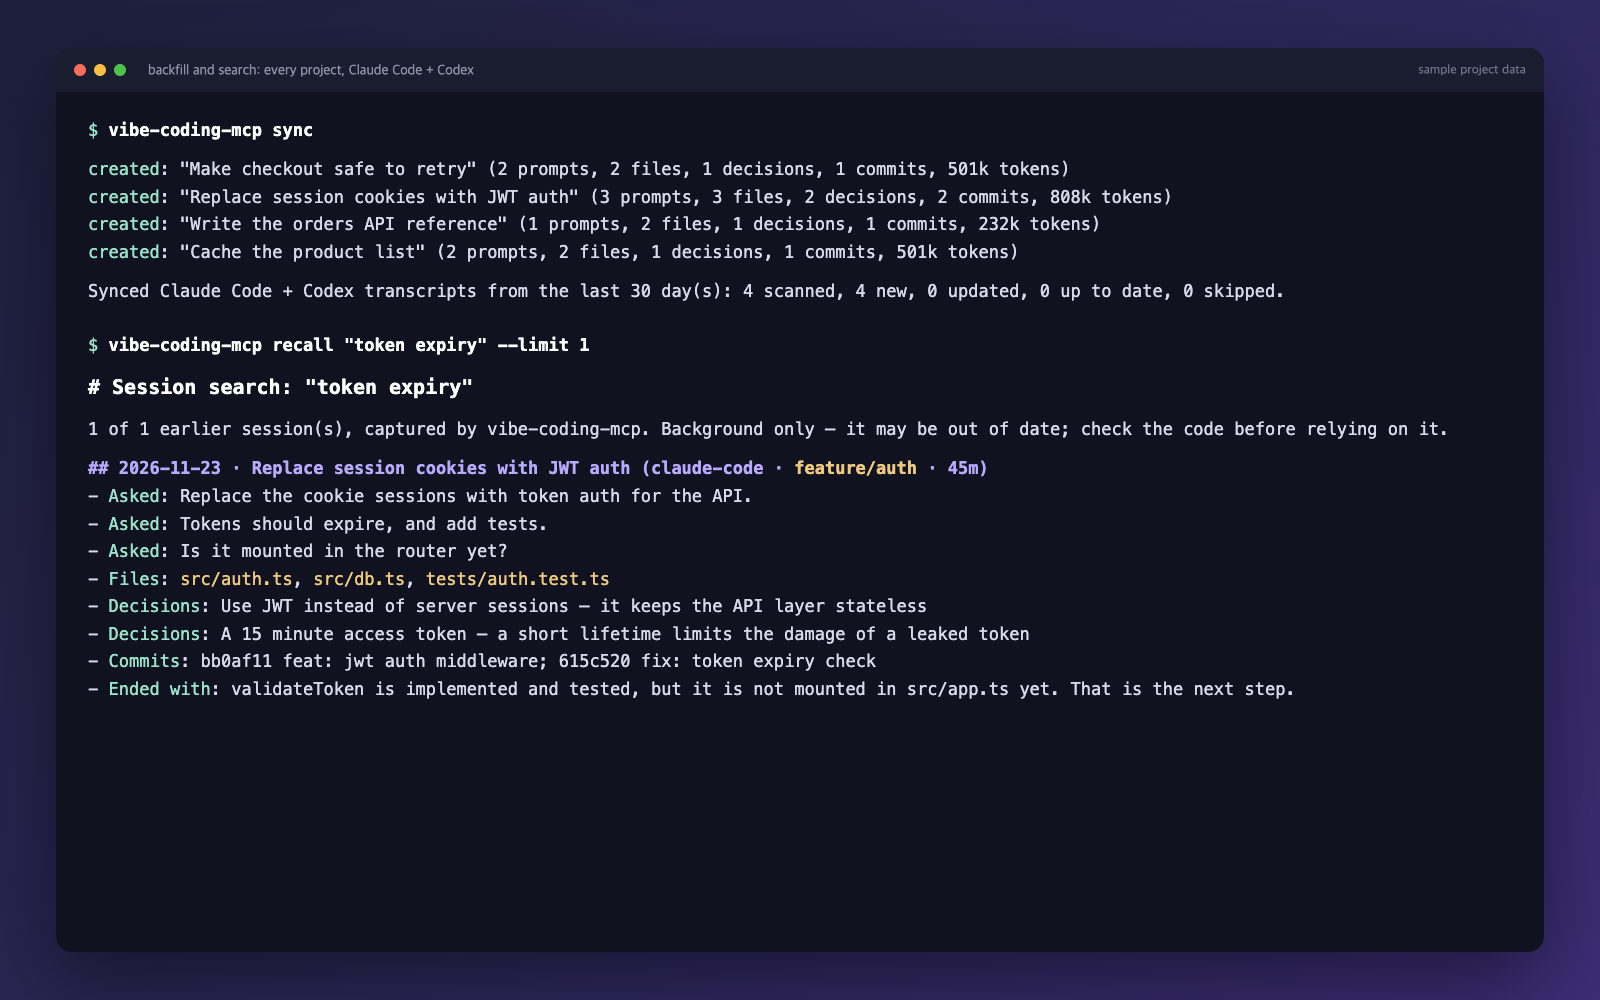 backfill and search: every project, Claude Code + Codex
sample project data
$ vibe-coding-mcp sync
created: "Make checkout safe to retry" (2 prompts, 2 files, 1 decisions, 1 commits, 501k tokens)
created: "Replace session cookies with JWT auth" (3 prompts, 3 files, 2 decisions, 2 commits, 808k tokens)
created: "Write the orders API reference" (1 prompts, 2 files, 1 decisions, 1 commits, 232k tokens)
created: "Cache the product list" (2 prompts, 2 files, 1 decisions, 1 commits, 501k tokens)
Synced Claude Code + Codex transcripts from the last 30 day(s): 4 scanned, 4 new, 0 updated, 0 up to date, 0 skipped.
$ vibe-coding-mcp recall "token expiry" --limit 1
# Session search: "token expiry"
1 of 1 earlier session(s), captured by vibe-coding-mcp. Background only — it may be out of date; check the code before relying on it.
## 2026-11-23 · Replace session cookies with JWT auth (claude-code · feature/auth · 45m)
- Asked: Replace the cookie sessions with token auth for the API.
- Asked: Tokens should expire, and add tests.
- Asked: Is it mounted in the router yet?
- Files: src/auth.ts, src/db.ts, tests/auth.test.ts
- Decisions: Use JWT instead of server sessions — it keeps the API layer stateless
- Decisions: A 15 minute access token — a short lifetime limits the damage of a leaked token
- Commits: bb0af11 feat: jwt auth middleware; 615c520 fix: token expiry check
- Ended with: validateToken is implemented and tested, but it is not mounted in src/app.ts yet. That is the next step.